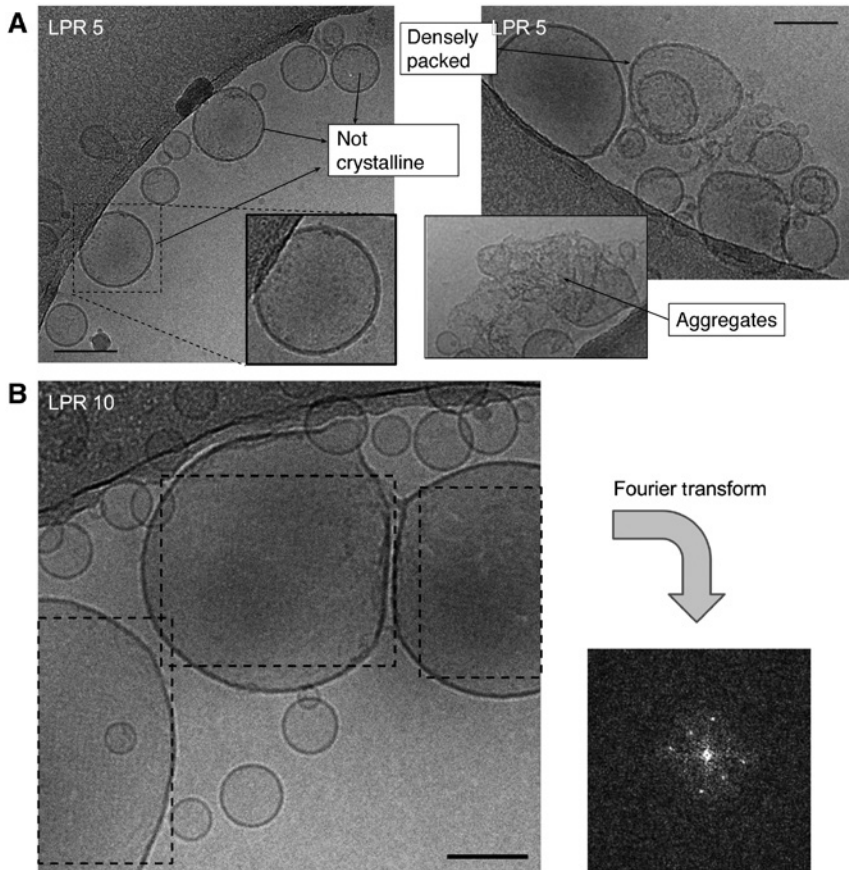 A
LPR 5
Not
crystalline
Densely
packed
LPR 5
Aggregates
B
LPR 10
Fourier transform